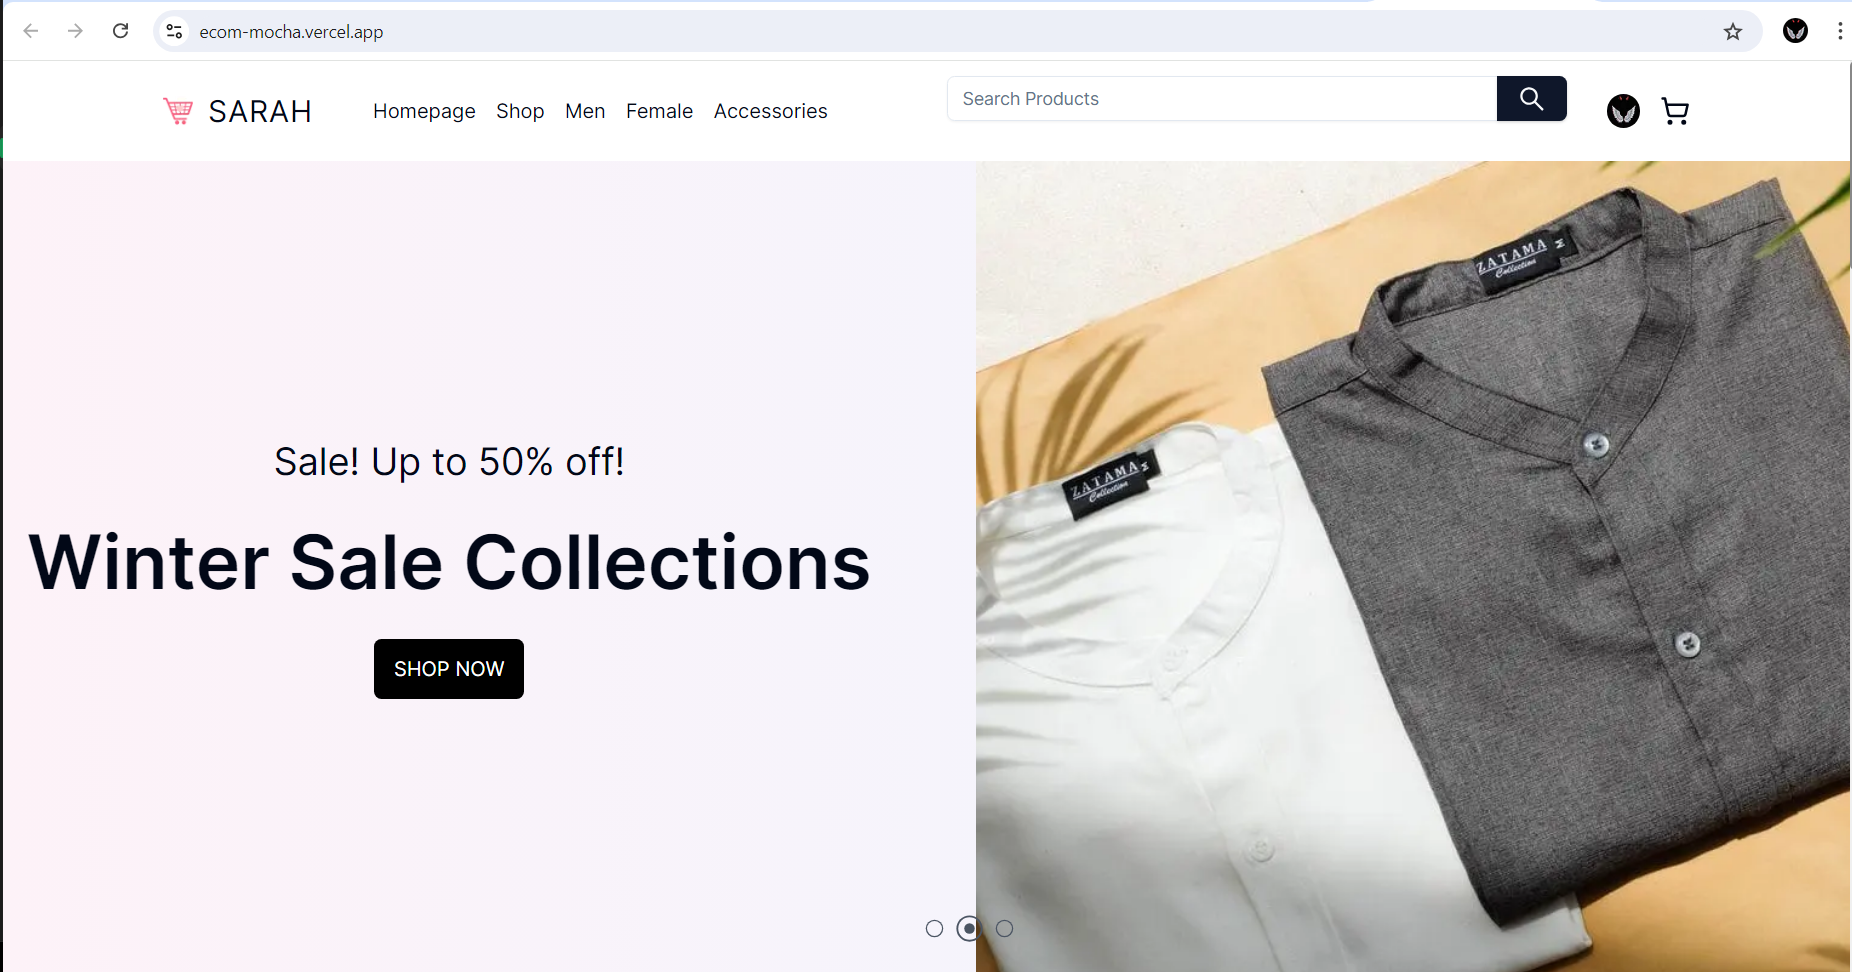 ecom-mocha.vercel.app
SARAH
Homepage Shop Men Female Accessories
Search Products
Sale! Up to 50% off!
Winter Sale Collections
SHOP NOW
ZATAMA M
Collection
ZATAMA M
Collection